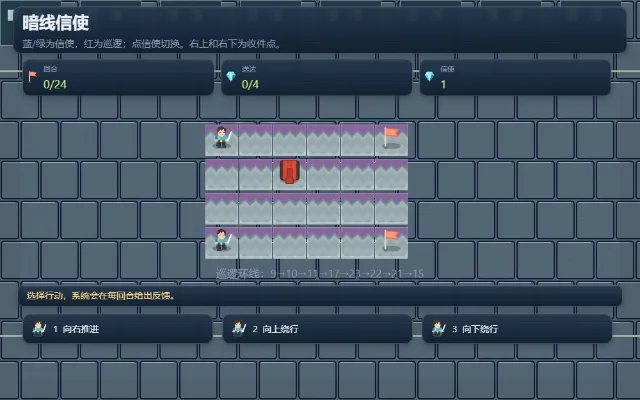 暗线信使
蓝/绿为信使，红为巡逻；点信使切换。右上和右下为收件点。
回合
0/24
送达
0/4
信使
1
巡逻环线：9→10→11→17→23→22→21→15
选择行动，系统会在每回合给出反馈。
1 向右推进
2 向上绕行
3 向下绕行